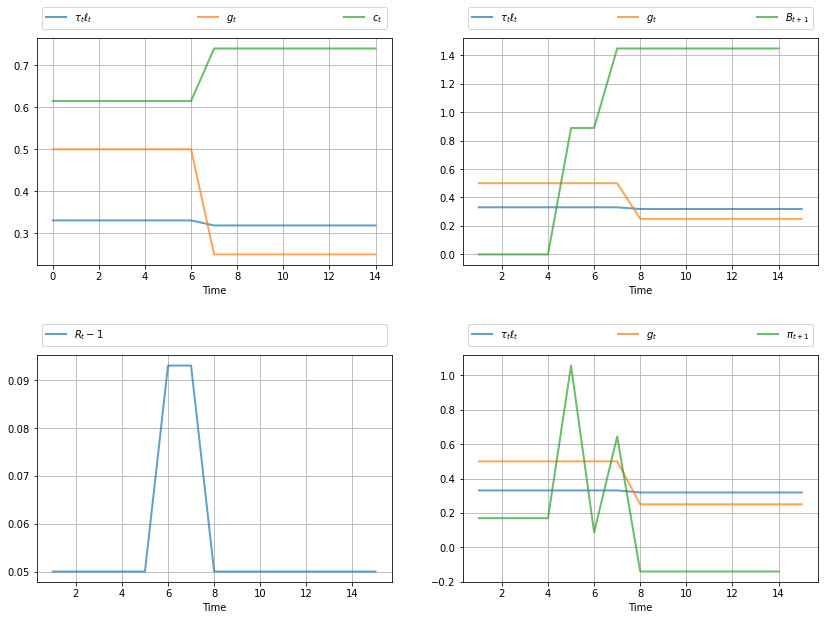 τₜℓₜ gₜ cₜ
0.7
0.6
0.5
0.4
0.3
0 2 4 6 8 10 12 14
Time
τₜℓₜ gₜ Bₜ₊₁
1.4
1.2
1.0
0.8
0.6
0.4
0.2
0.0
2 4 6 8 10 12 14
Time
Rₜ − 1
0.09
0.08
0.07
0.06
0.05
2 4 6 8 10 12 14
Time
τₜℓₜ gₜ πₜ₊₁
1.0
0.8
0.6
0.4
0.2
0.0
−0.2
2 4 6 8 10 12 14
Time